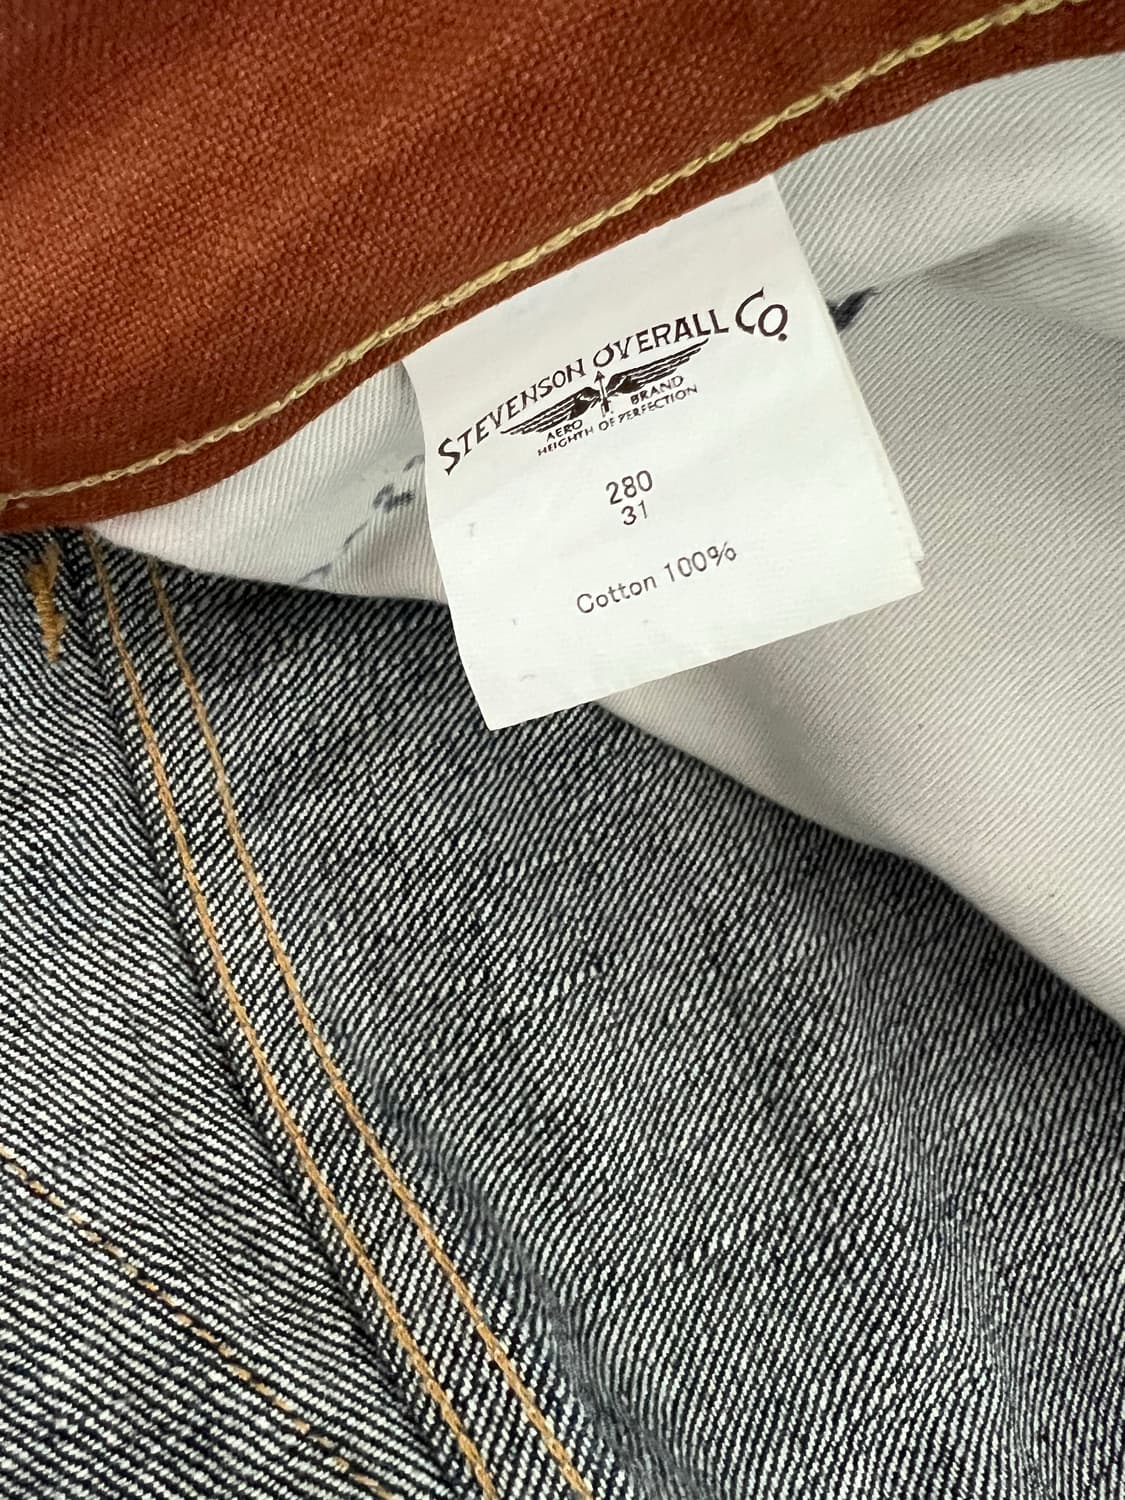 STEVENSON OVERALL CO.
AERO BRAND
HEIGHTH OF PERFECTION
280
31
Cotton 100%